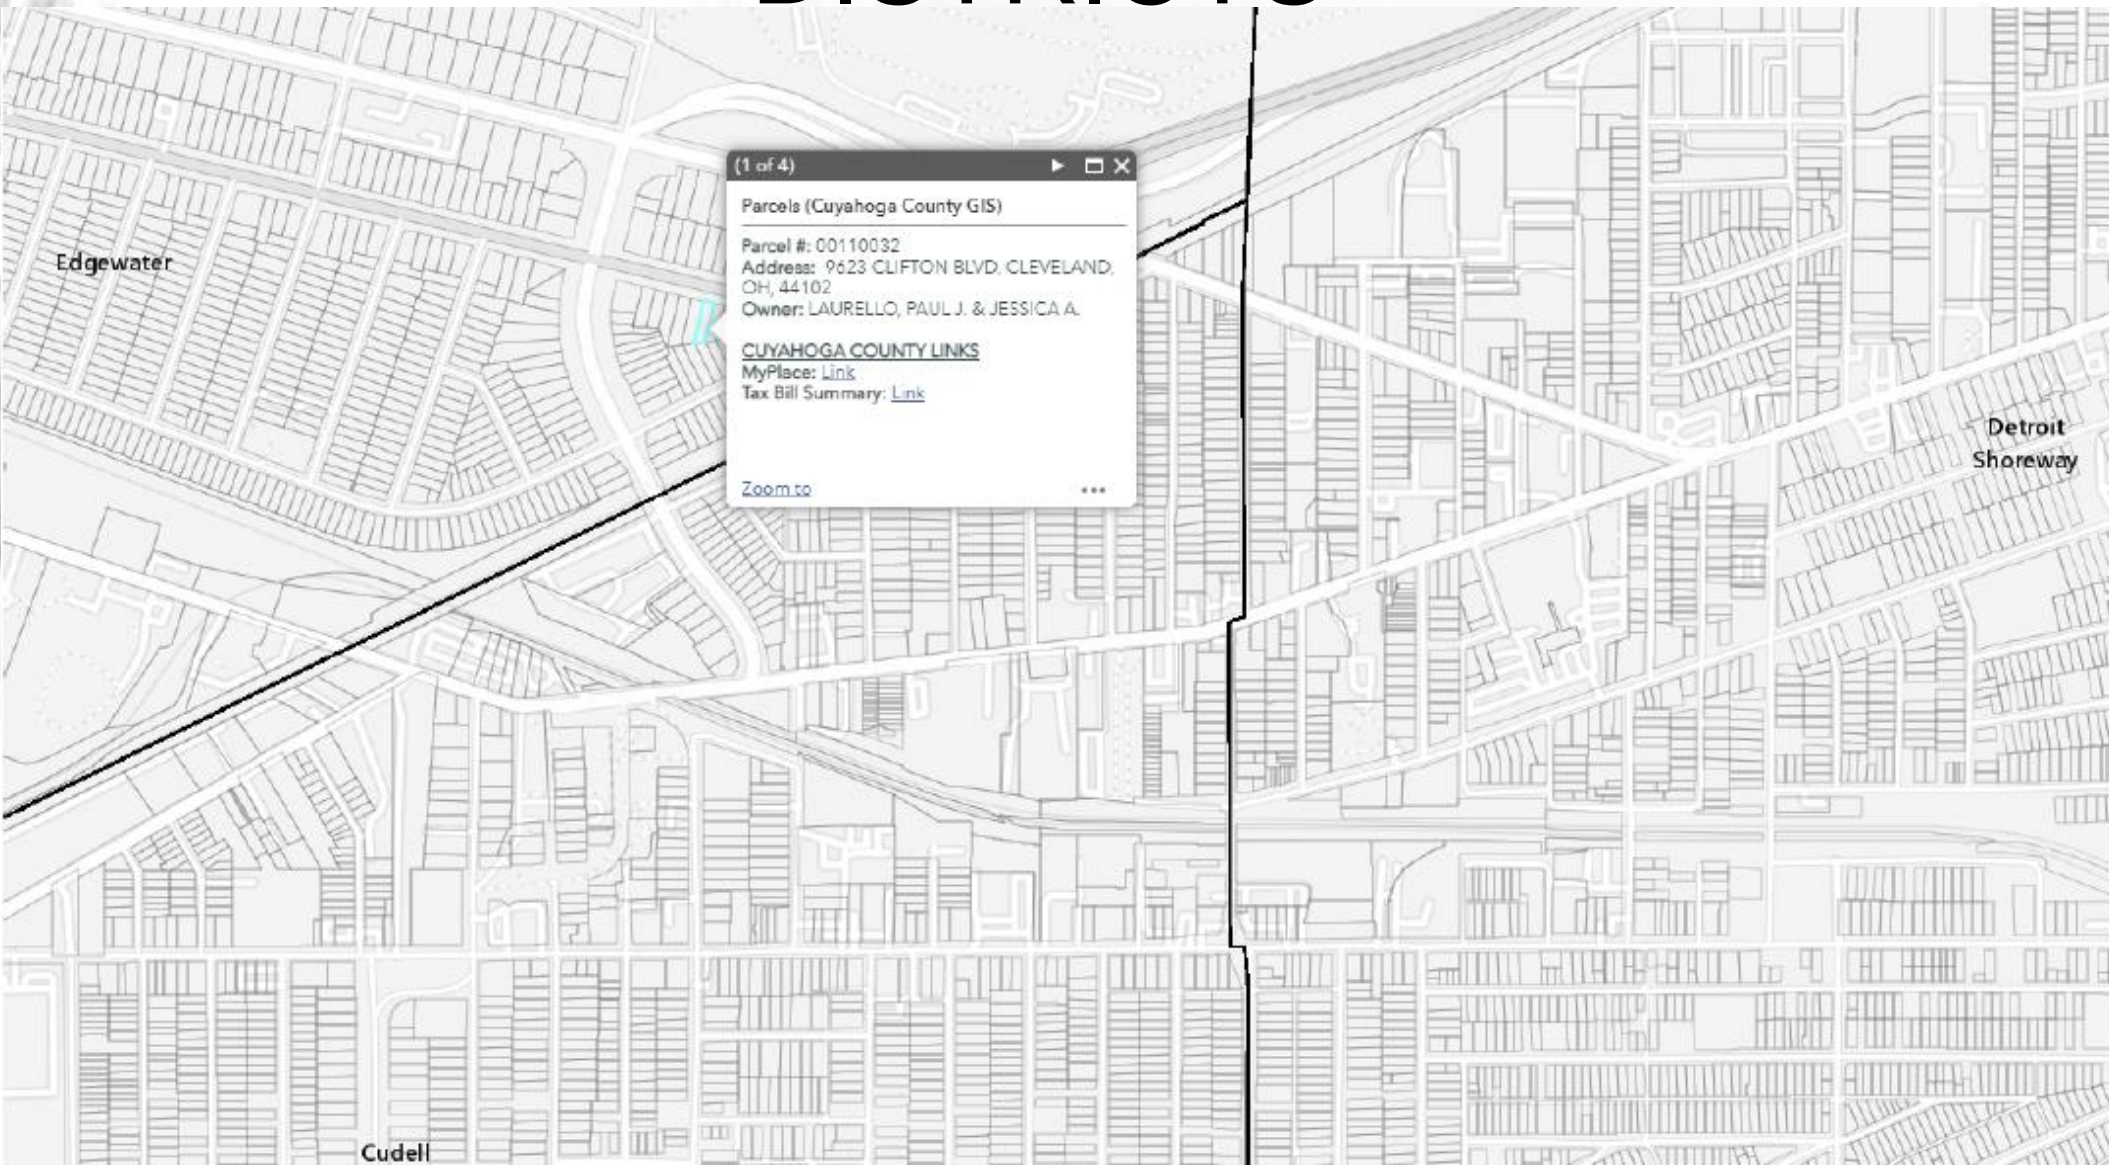 DISTRICTS
(1 of 4)
Parcels (Cuyahoga County GIS)
Parcel #: 00110032
Address: 9623 CLIFTON BLVD, CLEVELAND,
OH, 44102
Owner: LAURELLO, PAUL J. & JESSICA A.
CUYAHOGA COUNTY LINKS
MyPlace: Link
Tax Bill Summary: Link
Zoom to
Edgewater
Detroit
Shoreway
Cudell